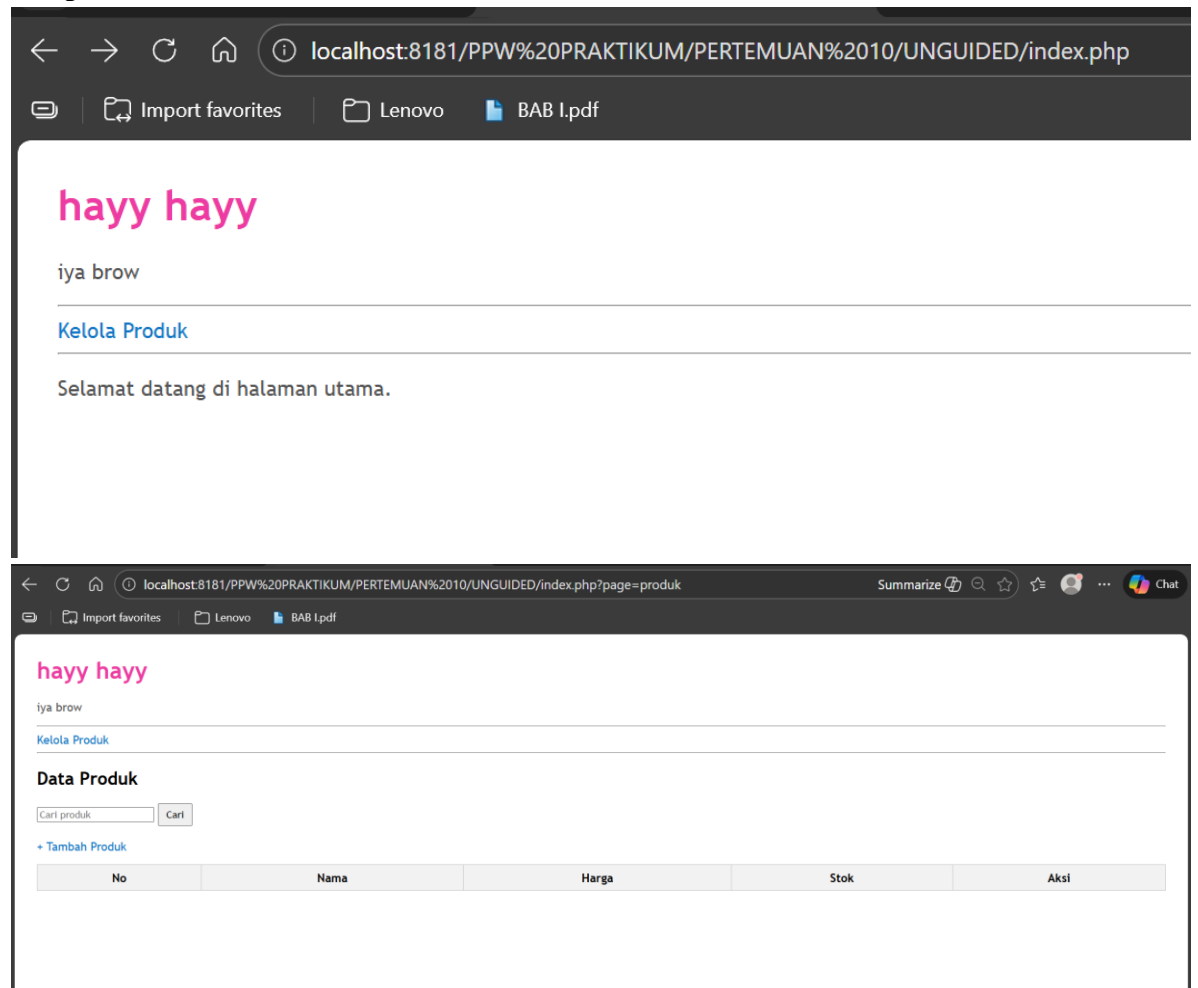 localhost:8181/PPW%20PRAKTIKUM/PERTEMUAN%2010/UNGUIDED/index.php
Import favorites Lenovo BAB I.pdf
hayy hayy
iya brow
Kelola Produk
Selamat datang di halaman utama.
localhost:8181/PPW%20PRAKTIKUM/PERTEMUAN%2010/UNGUIDED/index.php?page=produk Summarize Chat
Import favorites Lenovo BAB I.pdf
hayy hayy
iya brow
Kelola Produk
Data Produk
Cari produk Cari
+ Tambah Produk
No Nama Harga Stok Aksi